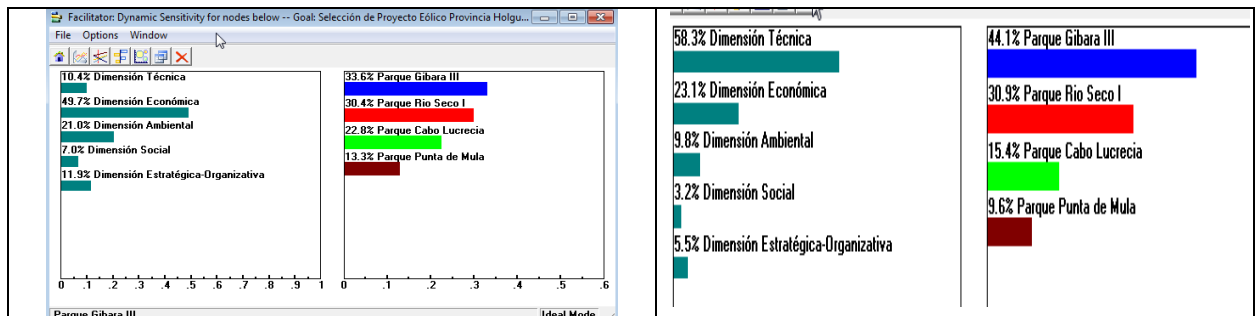 Facilitator: Dynamic Sensitivity for nodes below -- Goal: Selección de Proyecto Eólico Provincia Holgu...
File Options Window
10.4% Dimensión Técnica
49.7% Dimensión Económica
21.0% Dimensión Ambiental
7.0% Dimensión Social
11.9% Dimensión Estratégica-Organizativa
0 .1 .2 .3 .4 .5 .6 .7 .8 .9 1
33.6% Parque Gibara III
30.4% Parque Rio Seco I
22.8% Parque Cabo Lucrecia
13.3% Parque Punta de Mula
0 .1 .2 .3 .4 .5 .6
Parque Gibara III
Ideal Mode
58.3% Dimensión Técnica
23.1% Dimensión Económica
9.8% Dimensión Ambiental
3.2% Dimensión Social
5.5% Dimensión Estratégica-Organizativa
44.1% Parque Gibara III
30.9% Parque Rio Seco I
15.4% Parque Cabo Lucrecia
9.6% Parque Punta de Mula